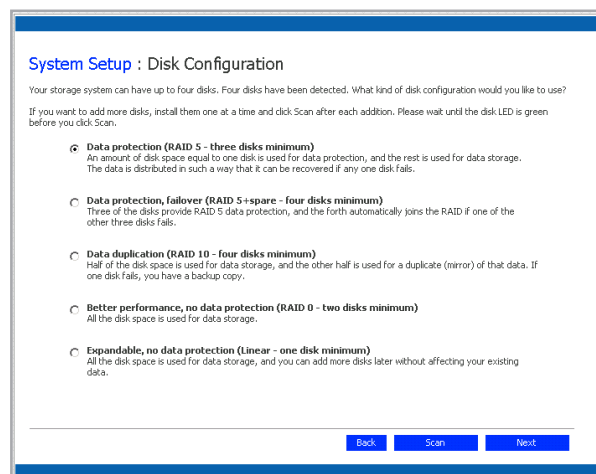 System Setup : Disk Configuration
Your storage system can have up to four disks. Four disks have been detected. What kind of disk configuration would you like to use?
If you want to add more disks, install them one at a time and click Scan after each addition. Please wait until the disk LED is green
before you click Scan.
Data protection (RAID 5 - three disks minimum)
An amount of disk space equal to one disk is used for data protection, and the rest is used for data storage.
The data is distributed in such a way that it can be recovered if any one disk fails.
Data protection, failover (RAID 5+spare - four disks minimum)
Three of the disks provide RAID 5 data protection, and the forth automatically joins the RAID if one of the
other three disks fails.
Data duplication (RAID 10 - four disks minimum)
Half of the disk space is used for data storage, and the other half is used for a duplicate (mirror) of that data. If
one disk fails, you have a backup copy.
Better performance, no data protection (RAID 0 - two disks minimum)
All the disk space is used for data storage.
Expandable, no data protection (Linear - one disk minimum)
All the disk space is used for data storage, and you can add more disks later without affecting your existing
data.
Back Scan Next